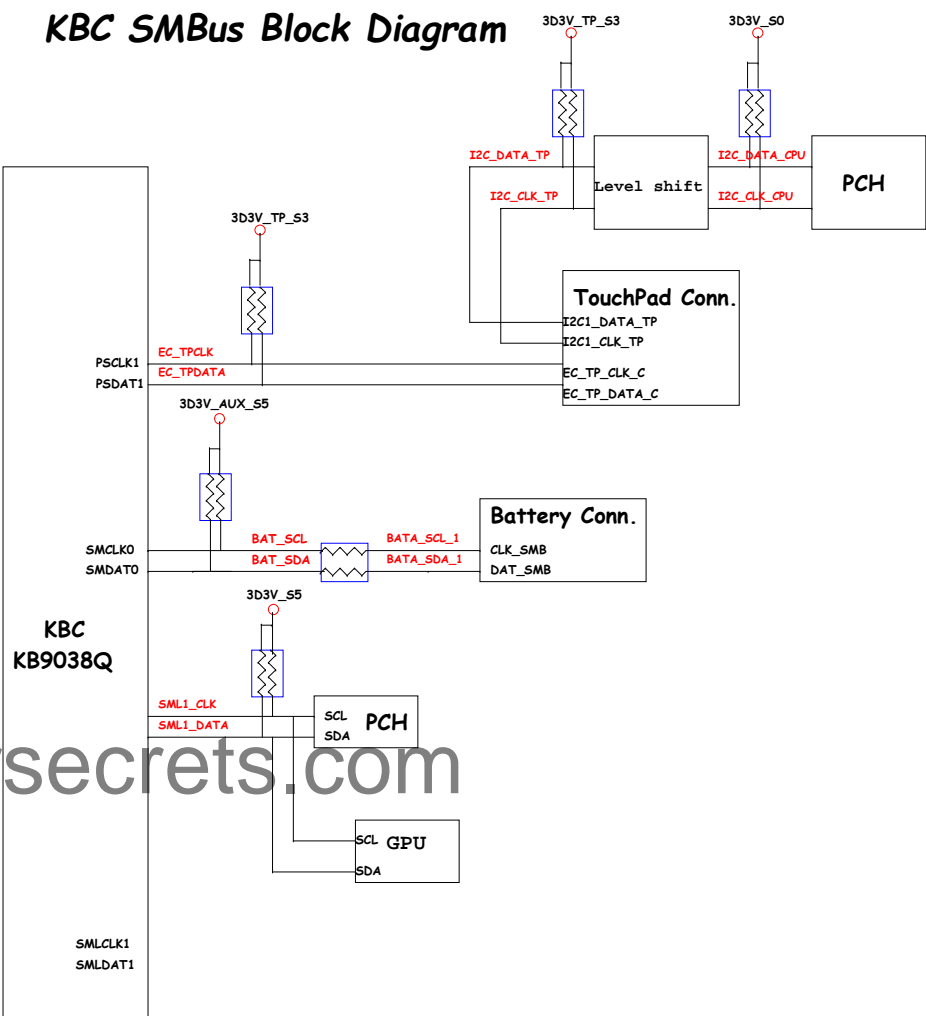 KBC SMBus Block Diagram
3D3V_TP_S3
3D3V_S0
I2C_DATA_TP
I2C_DATA_CPU
Level shift
PCH
I2C_CLK_TP
I2C_CLK_CPU
3D3V_TP_S3
TouchPad Conn.
I2C1_DATA_TP
I2C1_CLK_TP
PSCLK1
EC_TPCLK
EC_TP_CLK_C
PSDAT1
EC_TPDATA
EC_TP_DATA_C
3D3V_AUX_S5
Battery Conn.
SMCLK0
BAT_SCL
BATA_SCL_1
CLK_SMB
SMDAT0
BAT_SDA
BATA_SDA_1
DAT_SMB
3D3V_S5
KBC
KB9038Q
SML1_CLK
SCL
PCH
SML1_DATA
SDA
secrets.com
SCL
GPU
SDA
SMLCLK1
SMLDAT1